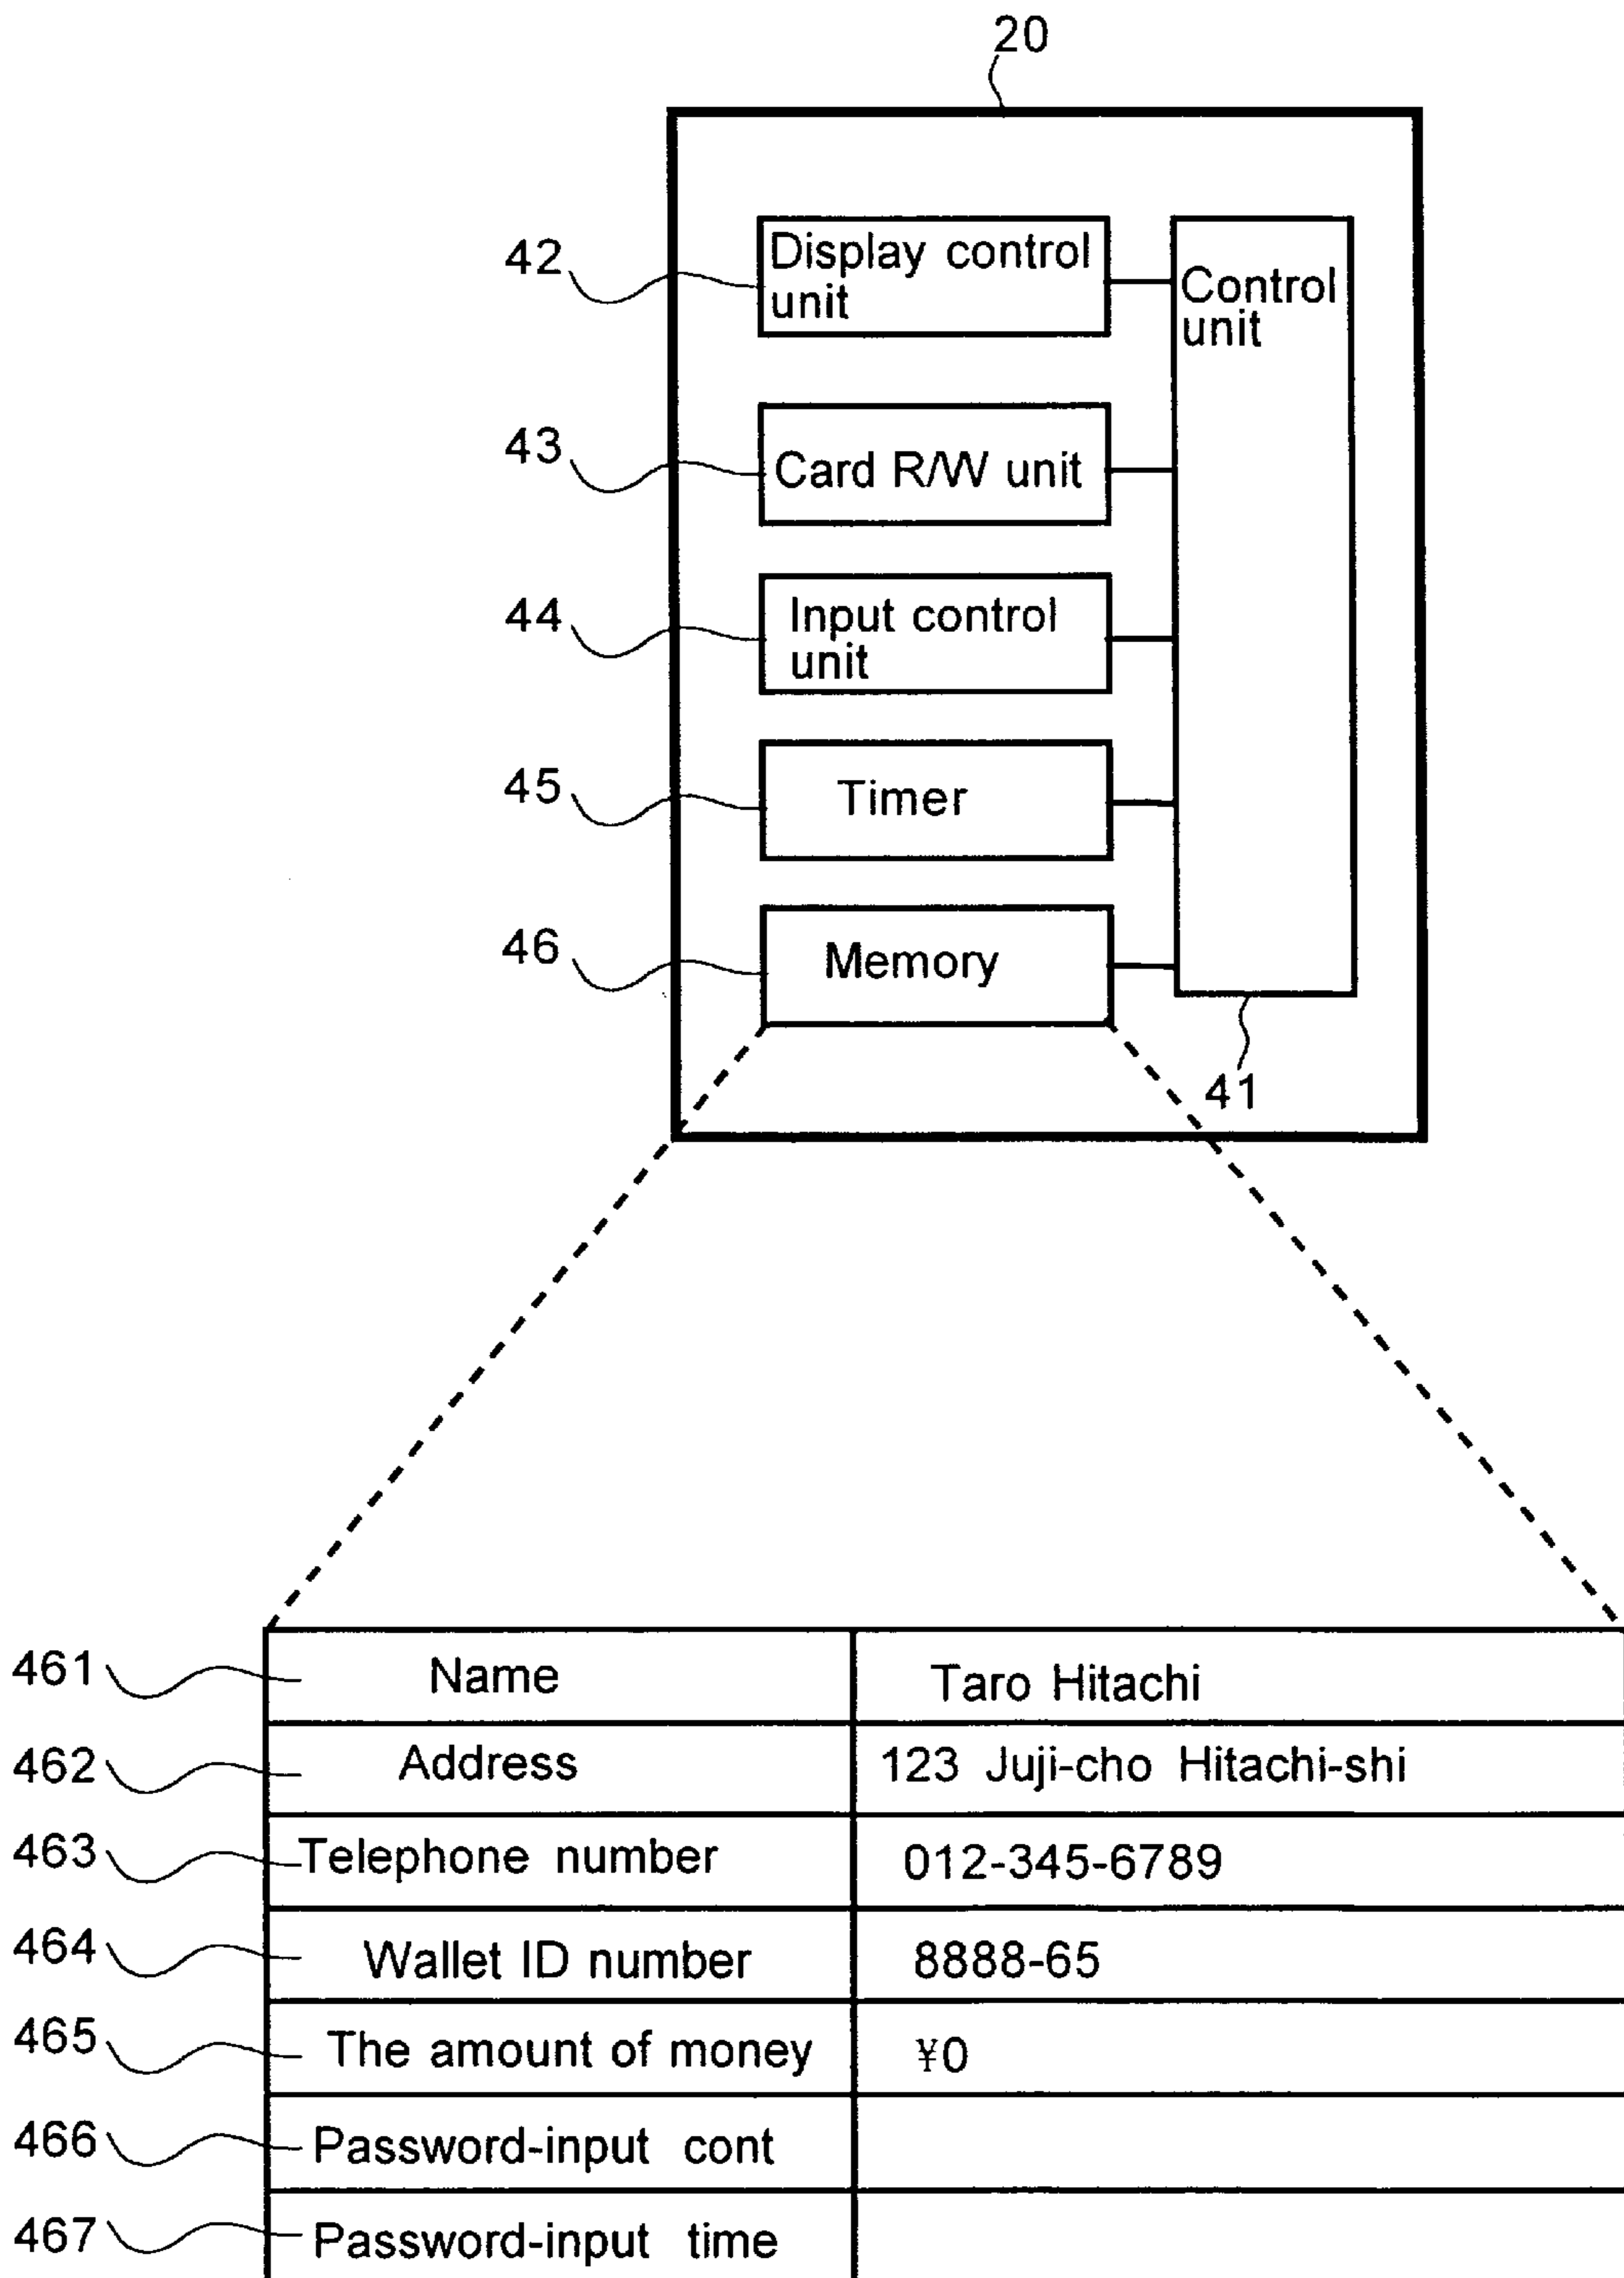 20
42
Display control
unit
Control
unit
43
Card R/W unit
44
Input control
unit
45
Timer
46
Memory
41
461
Name
Taro Hitachi
462
Address
123 Juji-cho Hitachi-shi
463
Telephone number
012-345-6789
464
Wallet ID number
8888-65
465
The amount of money
¥0
466
Password-input cont
467
Password-input time